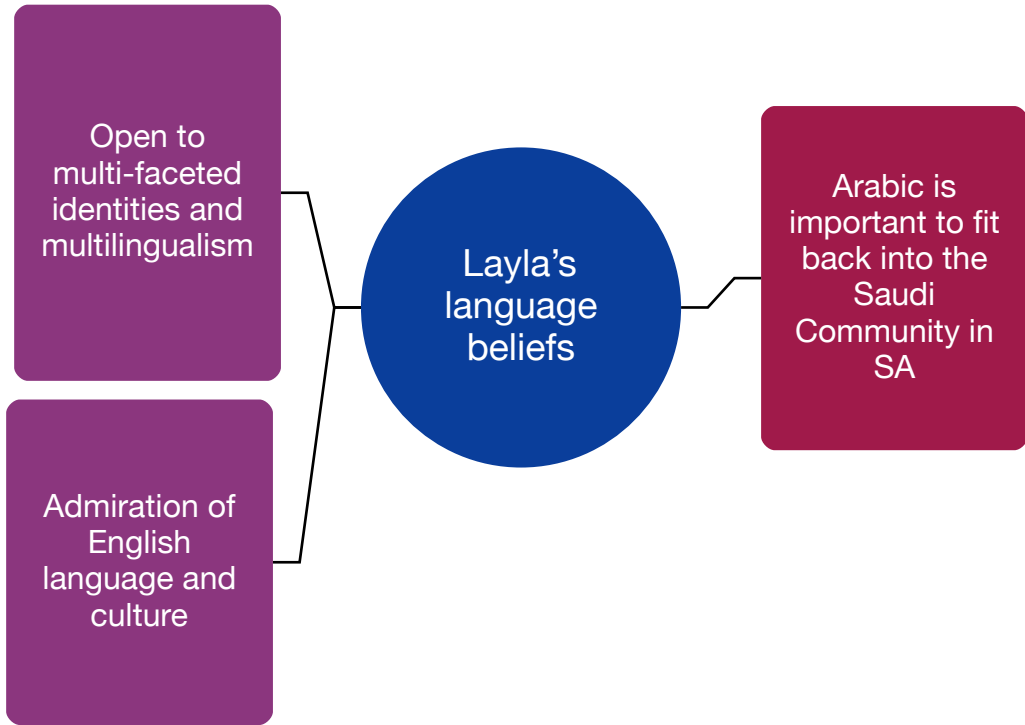 Open to
multi-faceted
identities and
multilingualism
Admiration of
English
language and
culture
Layla’s
language
beliefs
Arabic is
important to fit
back into the
Saudi
Community in
SA